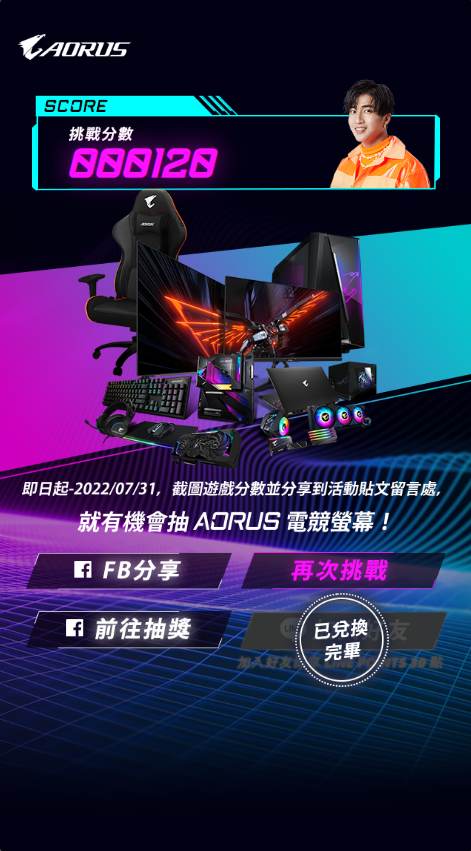 AORUS
SCORE
挑戰分數
000120
即日起-2022/07/31, 截圖遊戲分數並分享到活動貼文留言處,
就有機會抽 AORUS 電競螢幕!
FB分享
再次挑戰
前往抽獎
已兌換
完畢
友
加入好友